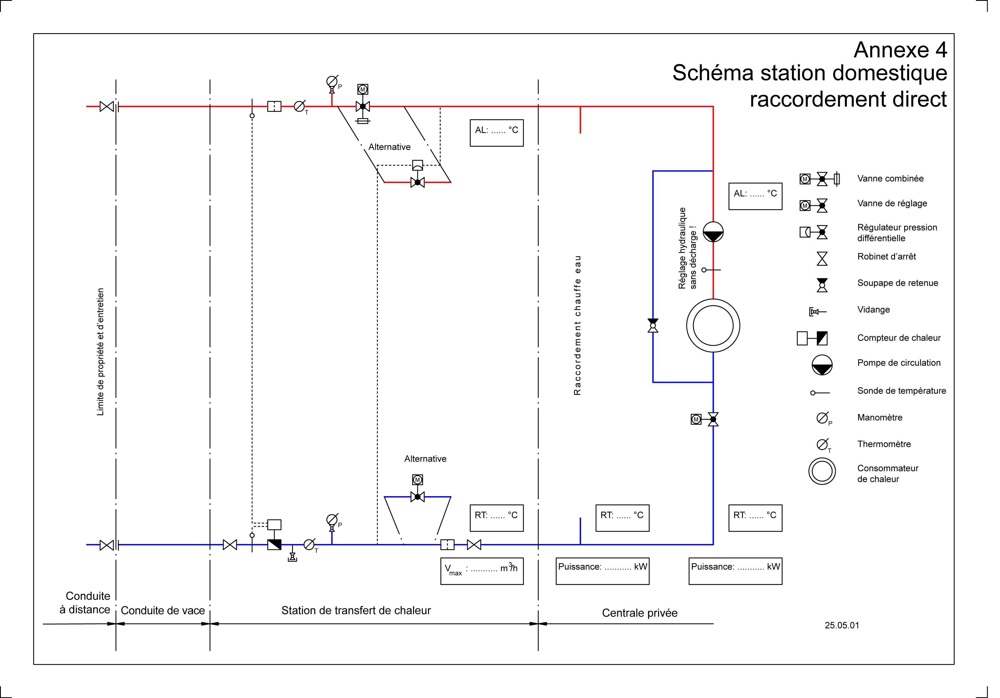 Annexe 4
Schéma station domestique
raccordement direct
P
M
T
Alternative
AL: ...... °C
AL: ...... °C
Réglage hydraulique
sans décharge !
Raccordement chauffe eau
Limite de propriété et d'entretien
M
Vanne combinée
M
Vanne de réglage
Régulateur pression
différentielle
Robinet d'arrêt
Soupape de retenue
Vidange
Compteur de chaleur
Pompe de circulation
Sonde de température
P
Manomètre
T
Thermomètre
Consommateur
de chaleur
M
Alternative
M
P
T
RT: ...... °C
RT: ...... °C
RT: ...... °C
Vmax : ........... m3/h
Puissance: ........... kW
Puissance: ........... kW
Conduite
à distance
Conduite de vace
Station de transfert de chaleur
Centrale privée
25.05.01